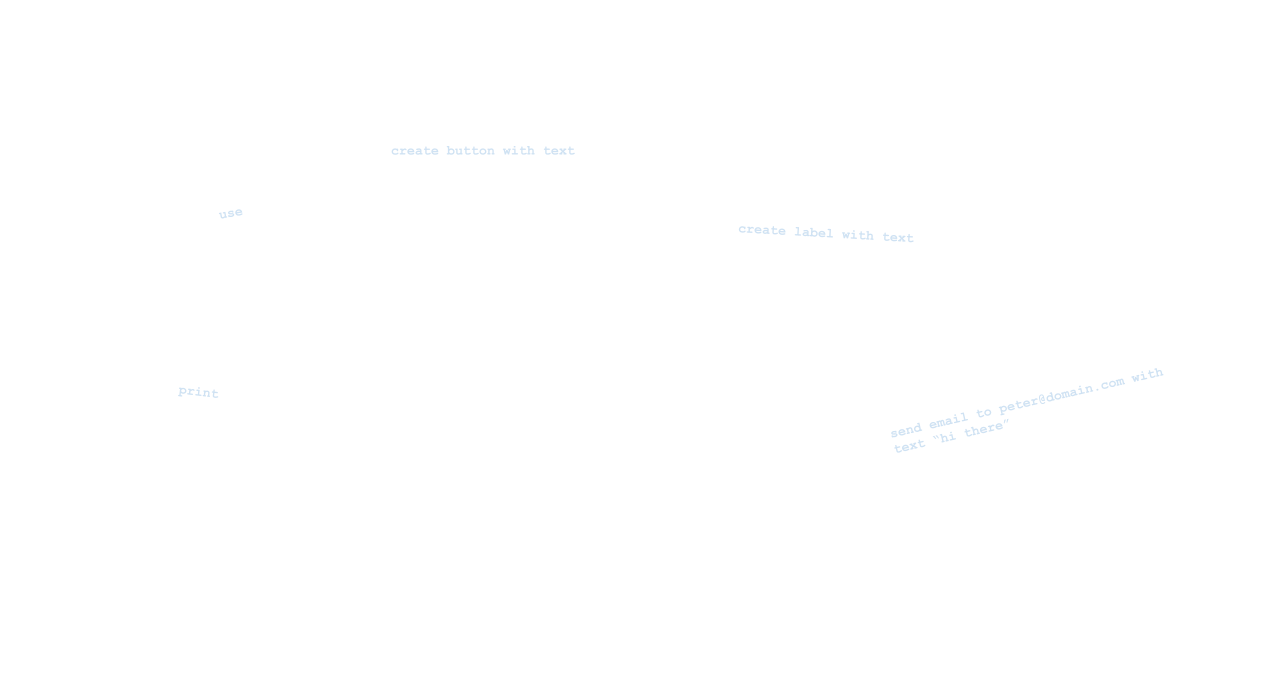 create button with text
use
create label with text
print
send email to peter@domain.com with
text “hi there”